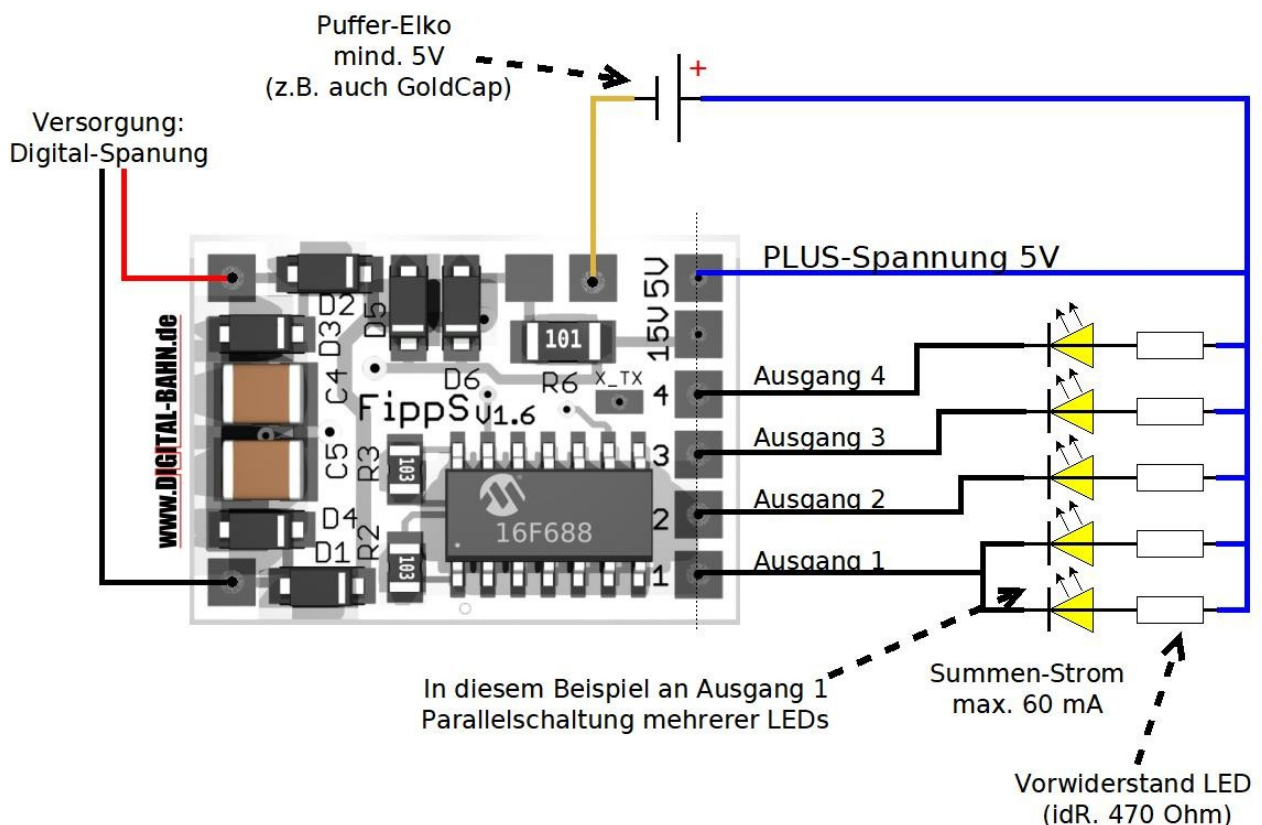 Puffer-Elko
mind. 5V
(z.B. auch GoldCap)
+
Versorgung:
Digital-Spanung
PLUS-Spannung 5V
www.DIGITAL-BAHN.de
D2
D3
D5
C4
D6
R6
101
X_TX
5V
15V
4
3
2
1
FippS V1.6
C5
R3
103
R2
103
D4
D1
16F688
Ausgang 4
Ausgang 3
Ausgang 2
Ausgang 1
In diesem Beispiel an Ausgang 1
Parallelschaltung mehrerer LEDs
Summen-Strom
max. 60 mA
Vorwiderstand LED
(idR. 470 Ohm)